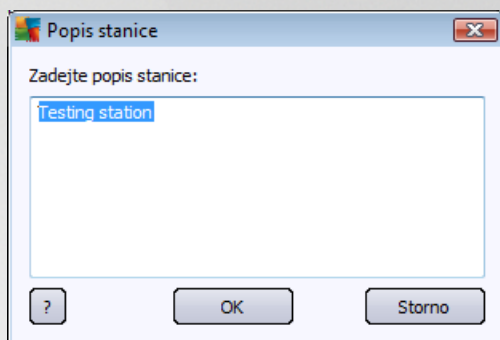 Popis stanice
Zadejte popis stanice:
Testing station
?
OK
Storno